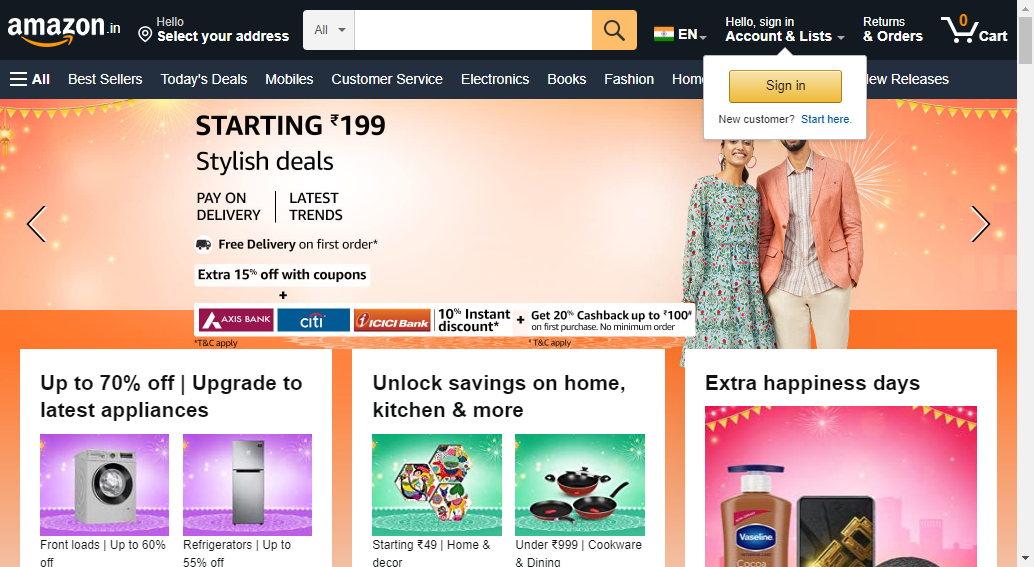 amazon.in
Hello
Select your address
All
EN
Hello, sign in
Account & Lists
Returns
& Orders
0
Cart
All
Best Sellers
Today's Deals
Mobiles
Customer Service
Electronics
Books
Fashion
New Releases
Sign in
New customer? Start here.
STARTING ₹199
Stylish deals
PAY ON
DELIVERY
LATEST
TRENDS
Free Delivery on first order*
Extra 15% off with coupons
+
AXIS BANK
citi
ICICI Bank
10% Instant
discount*
+
Get 20% Cashback up to ₹100#
on first purchase. No minimum order
*T&C apply
* T&C apply
Up to 70% off | Upgrade to
latest appliances
Front loads | Up to 60%
off
Refrigerators | Up to
55% off
Unlock savings on home,
kitchen & more
Starting ₹49 | Home &
decor
Under ₹999 | Cookware
& Dining
Extra happiness days
Vaseline
Cocoa